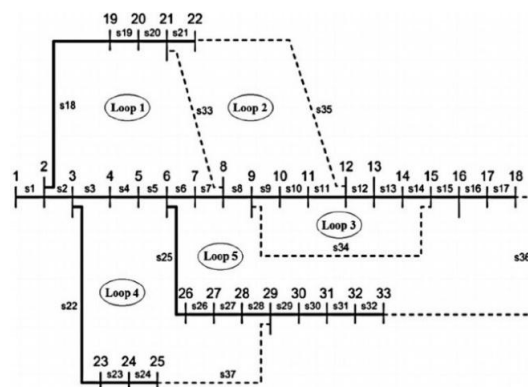 19 20 21 22
s19 s20 s21
s18 Loop 1 s33 Loop 2 s35
1 2 3 4 5 6 7 8 9 10 11 12 13 14 15 16 17 18
s1 s2 s3 s4 s5 s6 s7 s8 s9 s10 s11 s12 s13 s14 s15 s16 s17
Loop 3
s34
s25 Loop 5 s36
s22 Loop 4
26 27 28 29 30 31 32 33
s26 s27 s28 s29 s30 s31 s32
23 24 25
s23 s24 s37